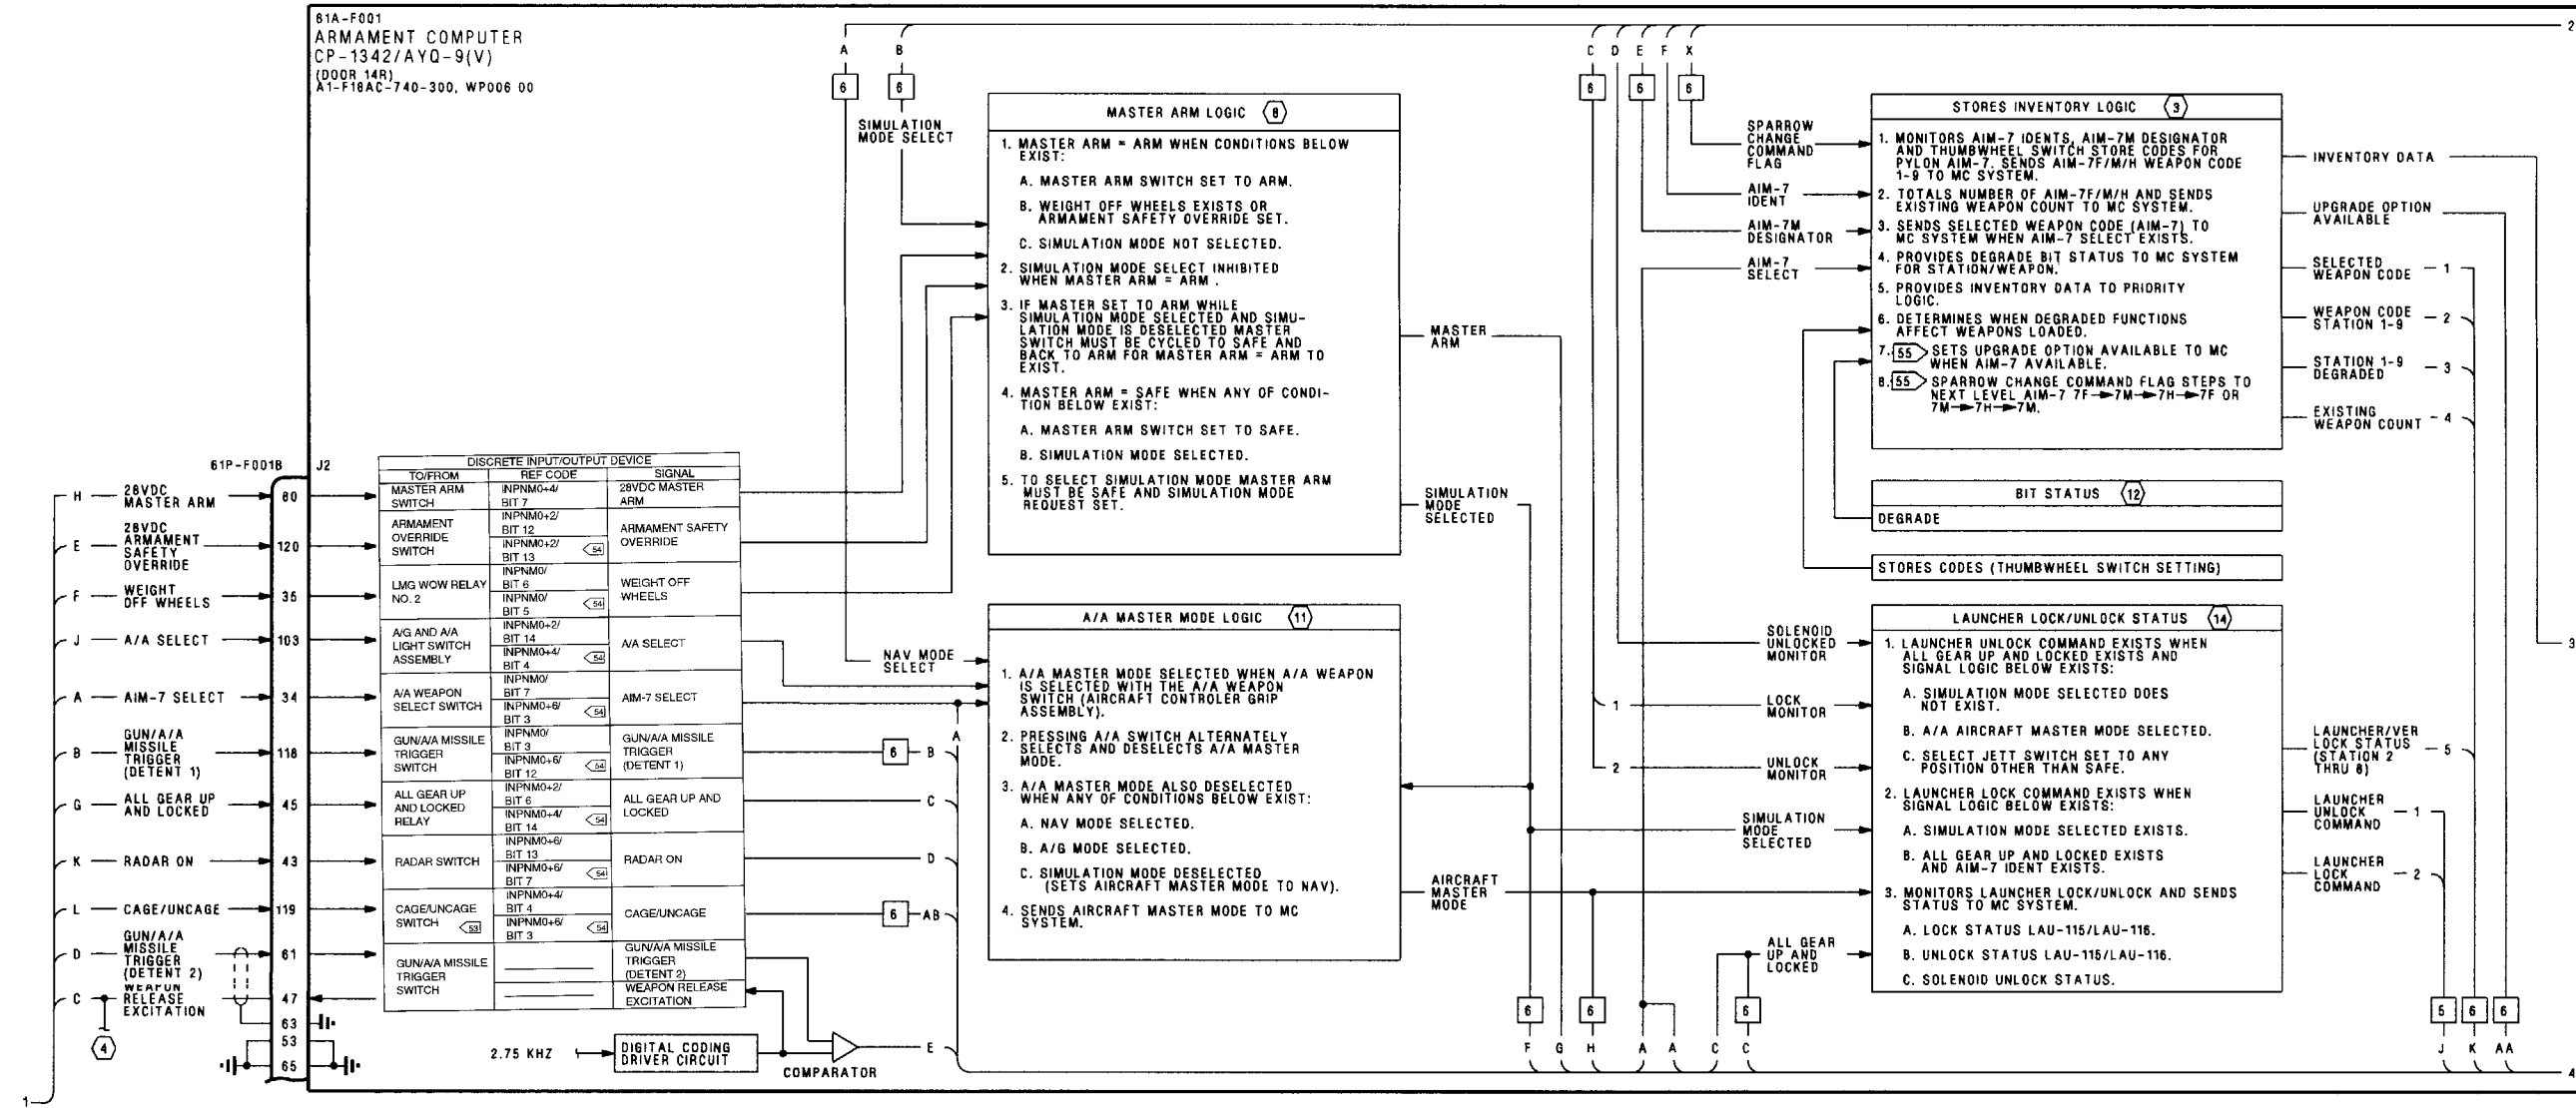 61A-F001
ARMAMENT COMPUTER
CP-1342/AYQ-9(V)
(DOOR 14R)
A1-F18AC-740-300, WP006 00
61P-F001B
J2
H
28VDC
MASTER ARM
80
E
28VDC
ARMAMENT
SAFETY
OVERRIDE
120
F
WEIGHT
OFF WHEELS
35
J
A/A SELECT
103
A
AIM-7 SELECT
34
B
GUN/A/A
MISSILE
TRIGGER
(DETENT 1)
118
G
ALL GEAR UP
AND LOCKED
45
K
RADAR ON
43
L
CAGE/UNCAGE
119
D
GUN/A/A
MISSILE
TRIGGER
(DETENT 2)
61
C
WEAPON
RELEASE
EXCITATION
47
4
63
53
65
1
DISCRETE INPUT/OUTPUT DEVICE
TO/FROM REF CODE SIGNAL
MASTER ARM
SWITCH
INPNM0+4/
BIT 7
28VDC MASTER
ARM
ARMAMENT
OVERRIDE
SWITCH
INPNM0+2/
BIT 12
INPNM0+2/
BIT 13
54
ARMAMENT SAFETY
OVERRIDE
LMG WOW RELAY
NO. 2
INPNM0/
BIT 6
INPNM0/
BIT 5
54
WEIGHT OFF
WHEELS
A/G AND A/A
LIGHT SWITCH
ASSEMBLY
INPNM0+2/
BIT 14
INPNM0+4/
BIT 4
54
A/A SELECT
A/A WEAPON
SELECT SWITCH
INPNM0/
BIT 7
INPNM0+6/
BIT 3
54
AIM-7 SELECT
GUN/A/A MISSILE
TRIGGER
SWITCH
INPNM0/
BIT 3
INPNM0+6/
BIT 12
54
GUN/A/A MISSILE
TRIGGER
(DETENT 1)
ALL GEAR UP
AND LOCKED
RELAY
INPNM0+2/
BIT 6
INPNM0+4/
BIT 14
54
ALL GEAR UP AND
LOCKED
RADAR SWITCH
INPNM0+6/
BIT 13
INPNM0+6/
BIT 7
54
RADAR ON
CAGE/UNCAGE
SWITCH
53
INPNM0+4/
BIT 4
INPNM0+6/
BIT 3
54
CAGE/UNCAGE
GUN/A/A MISSILE
TRIGGER
SWITCH
GUN/A/A MISSILE
TRIGGER
(DETENT 2)
WEAPON RELEASE
EXCITATION
2.75 KHZ
DIGITAL CODING
DRIVER CIRCUIT
COMPARATOR
6 B
C
D
6 AB
E
A
A
6
B
6
SIMULATION
MODE SELECT
NAV MODE
SELECT
MASTER ARM LOGIC 8
1. MASTER ARM = ARM WHEN CONDITIONS BELOW
EXIST:
A. MASTER ARM SWITCH SET TO ARM.
B. WEIGHT OFF WHEELS EXISTS OR
ARMAMENT SAFETY OVERRIDE SET.
C. SIMULATION MODE NOT SELECTED.
2. SIMULATION MODE SELECT INHIBITED
WHEN MASTER ARM = ARM .
3. IF MASTER SET TO ARM WHILE
SIMULATION MODE SELECTED AND SIMU-
LATION MODE IS DESELECTED MASTER
SWITCH MUST BE CYCLED TO SAFE AND
BACK TO ARM FOR MASTER ARM = ARM TO
EXIST.
4. MASTER ARM = SAFE WHEN ANY OF CONDI-
TION BELOW EXIST:
A. MASTER ARM SWITCH SET TO SAFE.
B. SIMULATION MODE SELECTED.
5. TO SELECT SIMULATION MODE MASTER ARM
MUST BE SAFE AND SIMULATION MODE
REQUEST SET.
MASTER
ARM
SIMULATION
MODE
SELECTED
A/A MASTER MODE LOGIC 11
1. A/A MASTER MODE SELECTED WHEN A/A WEAPON
IS SELECTED WITH THE A/A WEAPON
SWITCH (AIRCRAFT CONTROLER GRIP
ASSEMBLY).
2. PRESSING A/A SWITCH ALTERNATELY
SELECTS AND DESELECTS A/A MASTER
MODE.
3. A/A MASTER MODE ALSO DESELECTED
WHEN ANY OF CONDITIONS BELOW EXIST:
A. NAV MODE SELECTED.
B. A/G MODE SELECTED.
C. SIMULATION MODE DESELECTED
(SETS AIRCRAFT MASTER MODE TO NAV).
4. SENDS AIRCRAFT MASTER MODE TO MC
SYSTEM.
AIRCRAFT
MASTER
MODE
C D E F X
6 6 6
SPARROW
CHANGE
COMMAND
FLAG
AIM-7
IDENT
AIM-7M
DESIGNATOR
AIM-7
SELECT
STORES INVENTORY LOGIC 3
1. MONITORS AIM-7 IDENTS, AIM-7M DESIGNATOR
AND THUMBWHEEL SWITCH STORE CODES FOR
PYLON AIM-7. SENDS AIM-7F/M/H WEAPON CODE
1-9 TO MC SYSTEM.
2. TOTALS NUMBER OF AIM-7F/M/H AND SENDS
EXISTING WEAPON COUNT TO MC SYSTEM.
3. SENDS SELECTED WEAPON CODE (AIM-7) TO
MC SYSTEM WHEN AIM-7 SELECT EXISTS.
4. PROVIDES DEGRADE BIT STATUS TO MC SYSTEM
FOR STATION/WEAPON.
5. PROVIDES INVENTORY DATA TO PRIORITY
LOGIC.
6. DETERMINES WHEN DEGRADED FUNCTIONS
AFFECT WEAPONS LOADED.
7. 55 SETS UPGRADE OPTION AVAILABLE TO MC
WHEN AIM-7 AVAILABLE.
8. 55 SPARROW CHANGE COMMAND FLAG STEPS TO
NEXT LEVEL AIM-7 7F→7M→7H→7F OR
7M→7H→7M.
BIT STATUS 12
DEGRADE
STORES CODES (THUMBWHEEL SWITCH SETTING)
INVENTORY DATA
UPGRADE OPTION
AVAILABLE
SELECTED
WEAPON CODE 1
WEAPON CODE
STATION 1-9 2
STATION 1-9
DEGRADED 3
EXISTING
WEAPON COUNT 4
SOLENOID
UNLOCKED
MONITOR
1 LOCK
MONITOR
2 UNLOCK
MONITOR
SIMULATION
MODE
SELECTED
ALL GEAR
UP AND
LOCKED
LAUNCHER LOCK/UNLOCK STATUS 14
1. LAUNCHER UNLOCK COMMAND EXISTS WHEN
ALL GEAR UP AND LOCKED EXISTS AND
SIGNAL LOGIC BELOW EXISTS:
A. SIMULATION MODE SELECTED DOES
NOT EXIST.
B. A/A AIRCRAFT MASTER MODE SELECTED.
C. SELECT JETT SWITCH SET TO ANY
POSITION OTHER THAN SAFE.
2. LAUNCHER LOCK COMMAND EXISTS WHEN
SIGNAL LOGIC BELOW EXISTS:
A. SIMULATION MODE SELECTED EXISTS.
B. ALL GEAR UP AND LOCKED EXISTS
AND AIM-7 IDENT EXISTS.
3. MONITORS LAUNCHER LOCK/UNLOCK AND SENDS
STATUS TO MC SYSTEM.
A. LOCK STATUS LAU-115/LAU-116.
B. UNLOCK STATUS LAU-115/LAU-116.
C. SOLENOID UNLOCK STATUS.
LAUNCHER/VER
LOCK STATUS 5
(STATION 2
THRU 8)
LAUNCHER
UNLOCK 1
COMMAND
LAUNCHER
LOCK 2
COMMAND
6 6 6 5 6 6
F G H A A C C J K AA
2
3
4